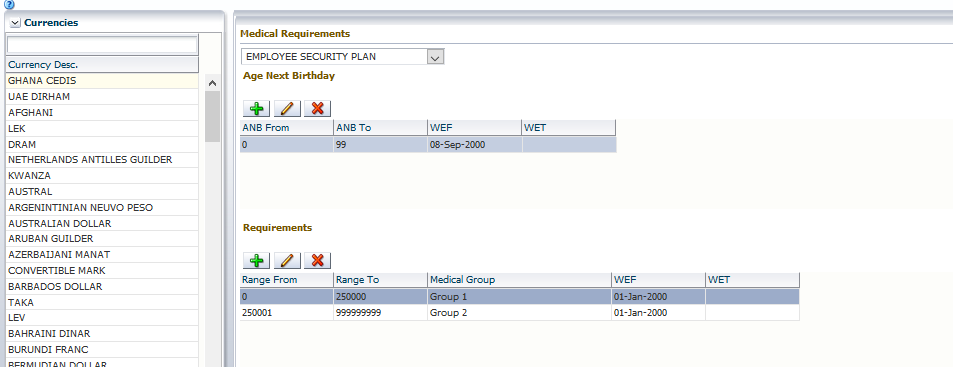 ?
Currencies
Currency Desc.
GHANA CEDIS
UAE DIRHAM
AFGHANI
LEK
DRAM
NETHERLANDS ANTILLES GUILDER
KWANZA
AUSTRAL
ARGENINTINIAN NEUVO PESO
AUSTRALIAN DOLLAR
ARUBAN GUILDER
AZERBAIJANI MANAT
CONVERTIBLE MARK
BARBADOS DOLLAR
TAKA
LEV
BAHRAINI DINAR
BURUNDI FRANC
BERMUDIAN DOLLAR
Medical Requirements
EMPLOYEE SECURITY PLAN
Age Next Birthday
ANB From ANB To WEF WET
0 99 08-Sep-2000
Requirements
Range From Range To Medical Group WEF WET
0 250000 Group 1 01-Jan-2000
250001 999999999 Group 2 01-Jan-2000